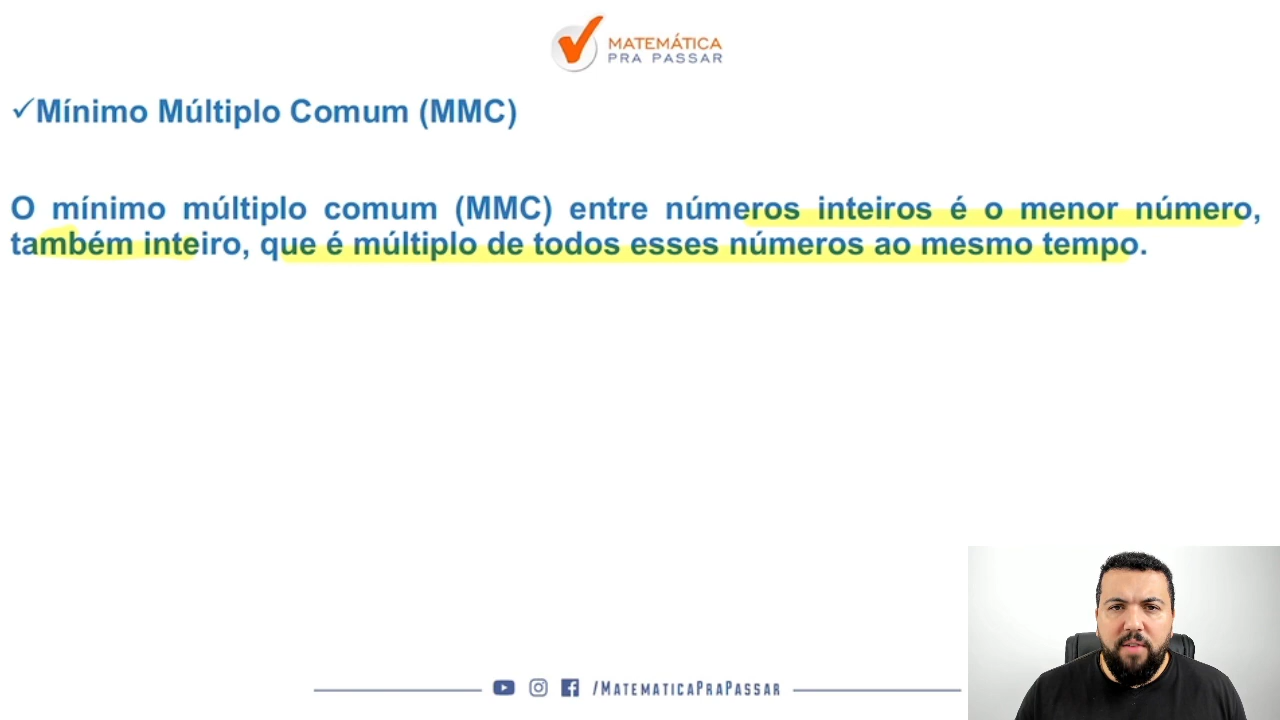 MATEMÁTICA
PRA PASSAR
✓Mínimo Múltiplo Comum (MMC)
O mínimo múltiplo comum (MMC) entre números inteiros é o menor número,
também inteiro, que é múltiplo de todos esses números ao mesmo tempo.
/MATEMATICAPRAPASSAR